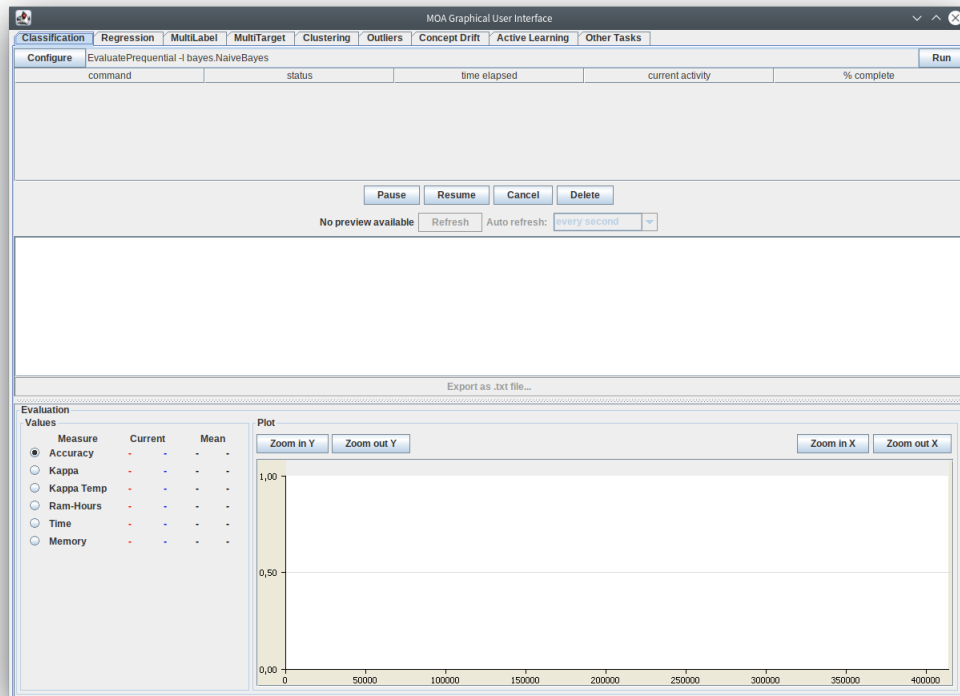 MOA Graphical User Interface
Classification Regression MultiLabel MultiTarget Clustering Outliers Concept Drift Active Learning Other Tasks
Configure EvaluatePrequential -l bayes.NaiveBayes Run
command status time elapsed current activity % complete
Pause Resume Cancel Delete
No preview available Refresh Auto refresh: every second
Export as .txt file...
Evaluation
Values Plot
Measure Current Mean
Zoom in Y Zoom out Y Zoom in X Zoom out X
Accuracy - - - -
Kappa - - - -
Kappa Temp - - - -
Ram-Hours - - - -
Time - - - -
Memory - - - -
1,00
0,50
0,00
0 50000 100000 150000 200000 250000 300000 350000 400000